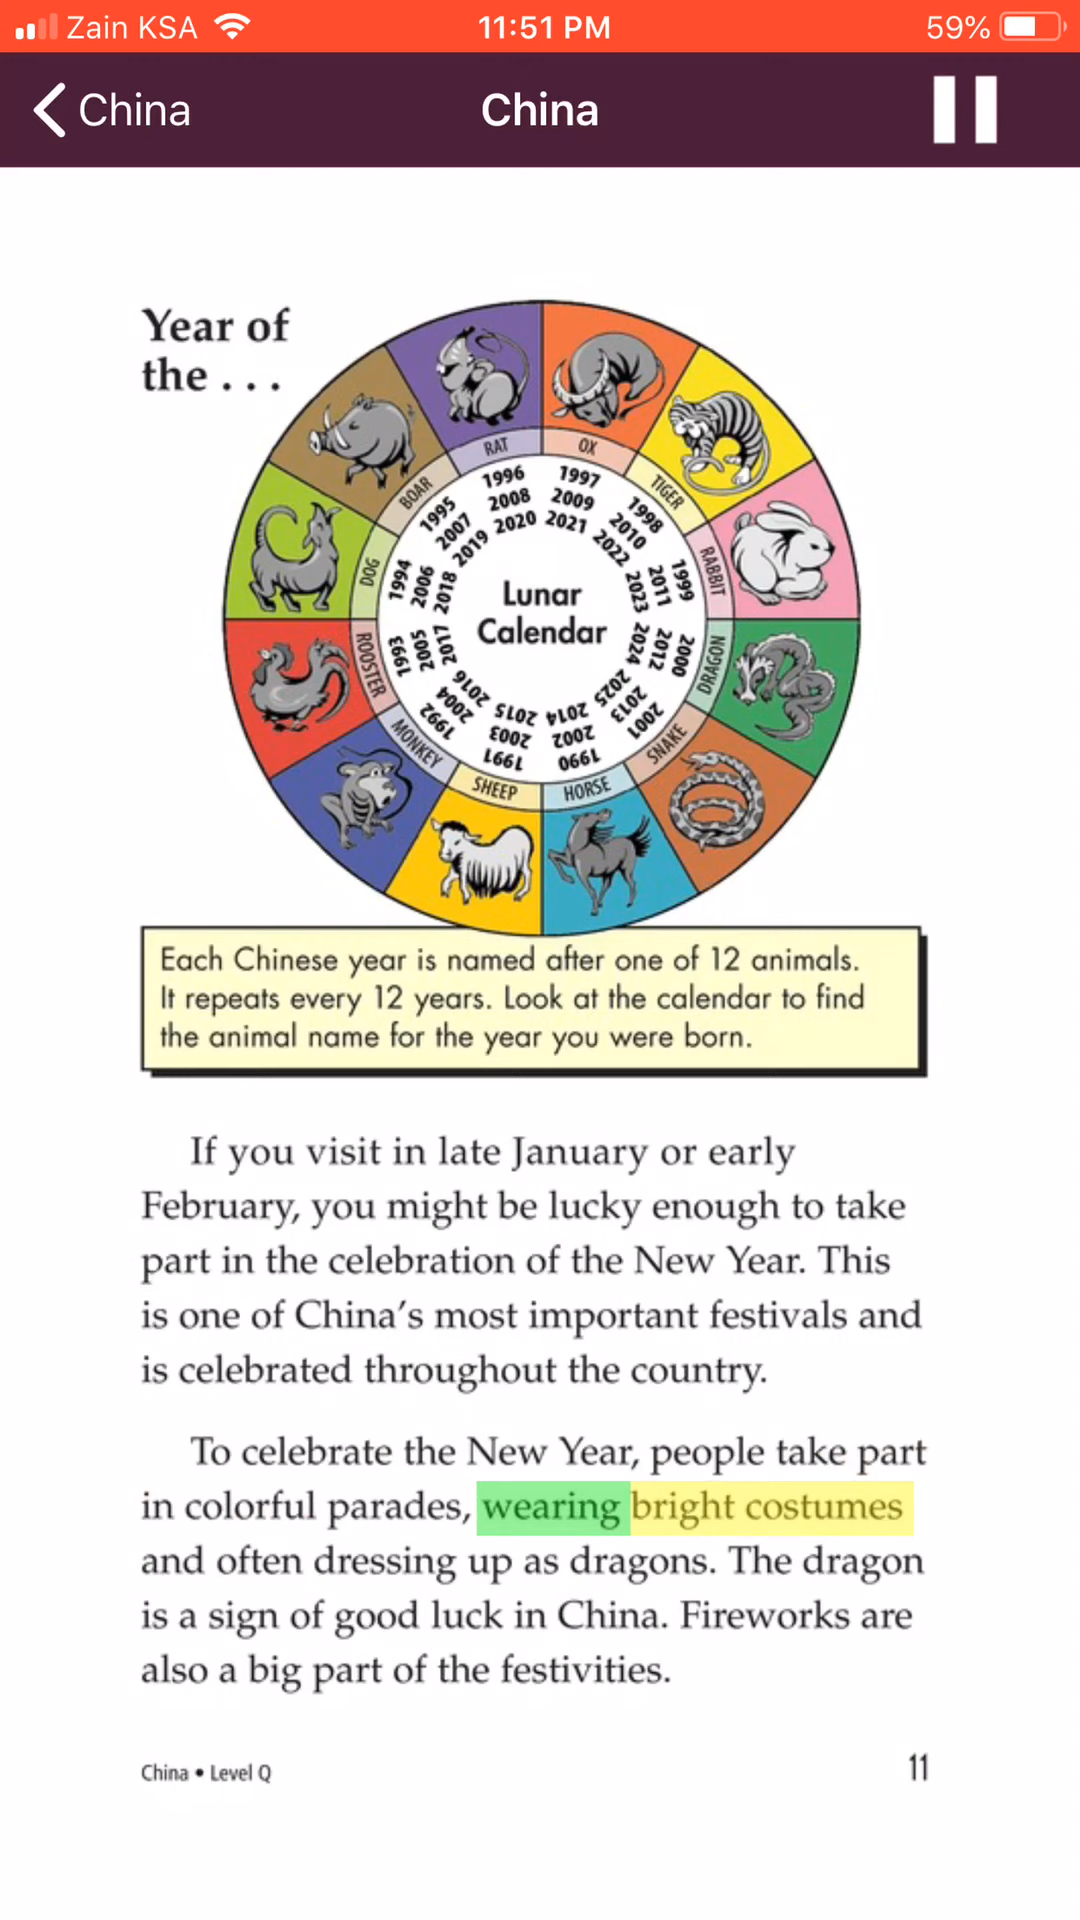 Zain KSA 11:51 PM 59%
China China
Year of
the . . .
RAT
1996
2008
2020
OX
1997
2009
2021
TIGER
1998
2010
2022
RABBIT
1999
2011
2023
DRAGON
2000
2012
2024
SNAKE
2001
2013
2025
HORSE
1990
2002
2014
SHEEP
1991
2003
2015
MONKEY
1992
2004
2016
ROOSTER
1993
2005
2017
DOG
1994
2006
2018
BOAR
1995
2007
2019
Lunar
Calendar
Each Chinese year is named after one of 12 animals.
It repeats every 12 years. Look at the calendar to find
the animal name for the year you were born.
If you visit in late January or early
February, you might be lucky enough to take
part in the celebration of the New Year. This
is one of China’s most important festivals and
is celebrated throughout the country.
To celebrate the New Year, people take part
in colorful parades, wearing bright costumes
and often dressing up as dragons. The dragon
is a sign of good luck in China. Fireworks are
also a big part of the festivities.
China • Level Q 11